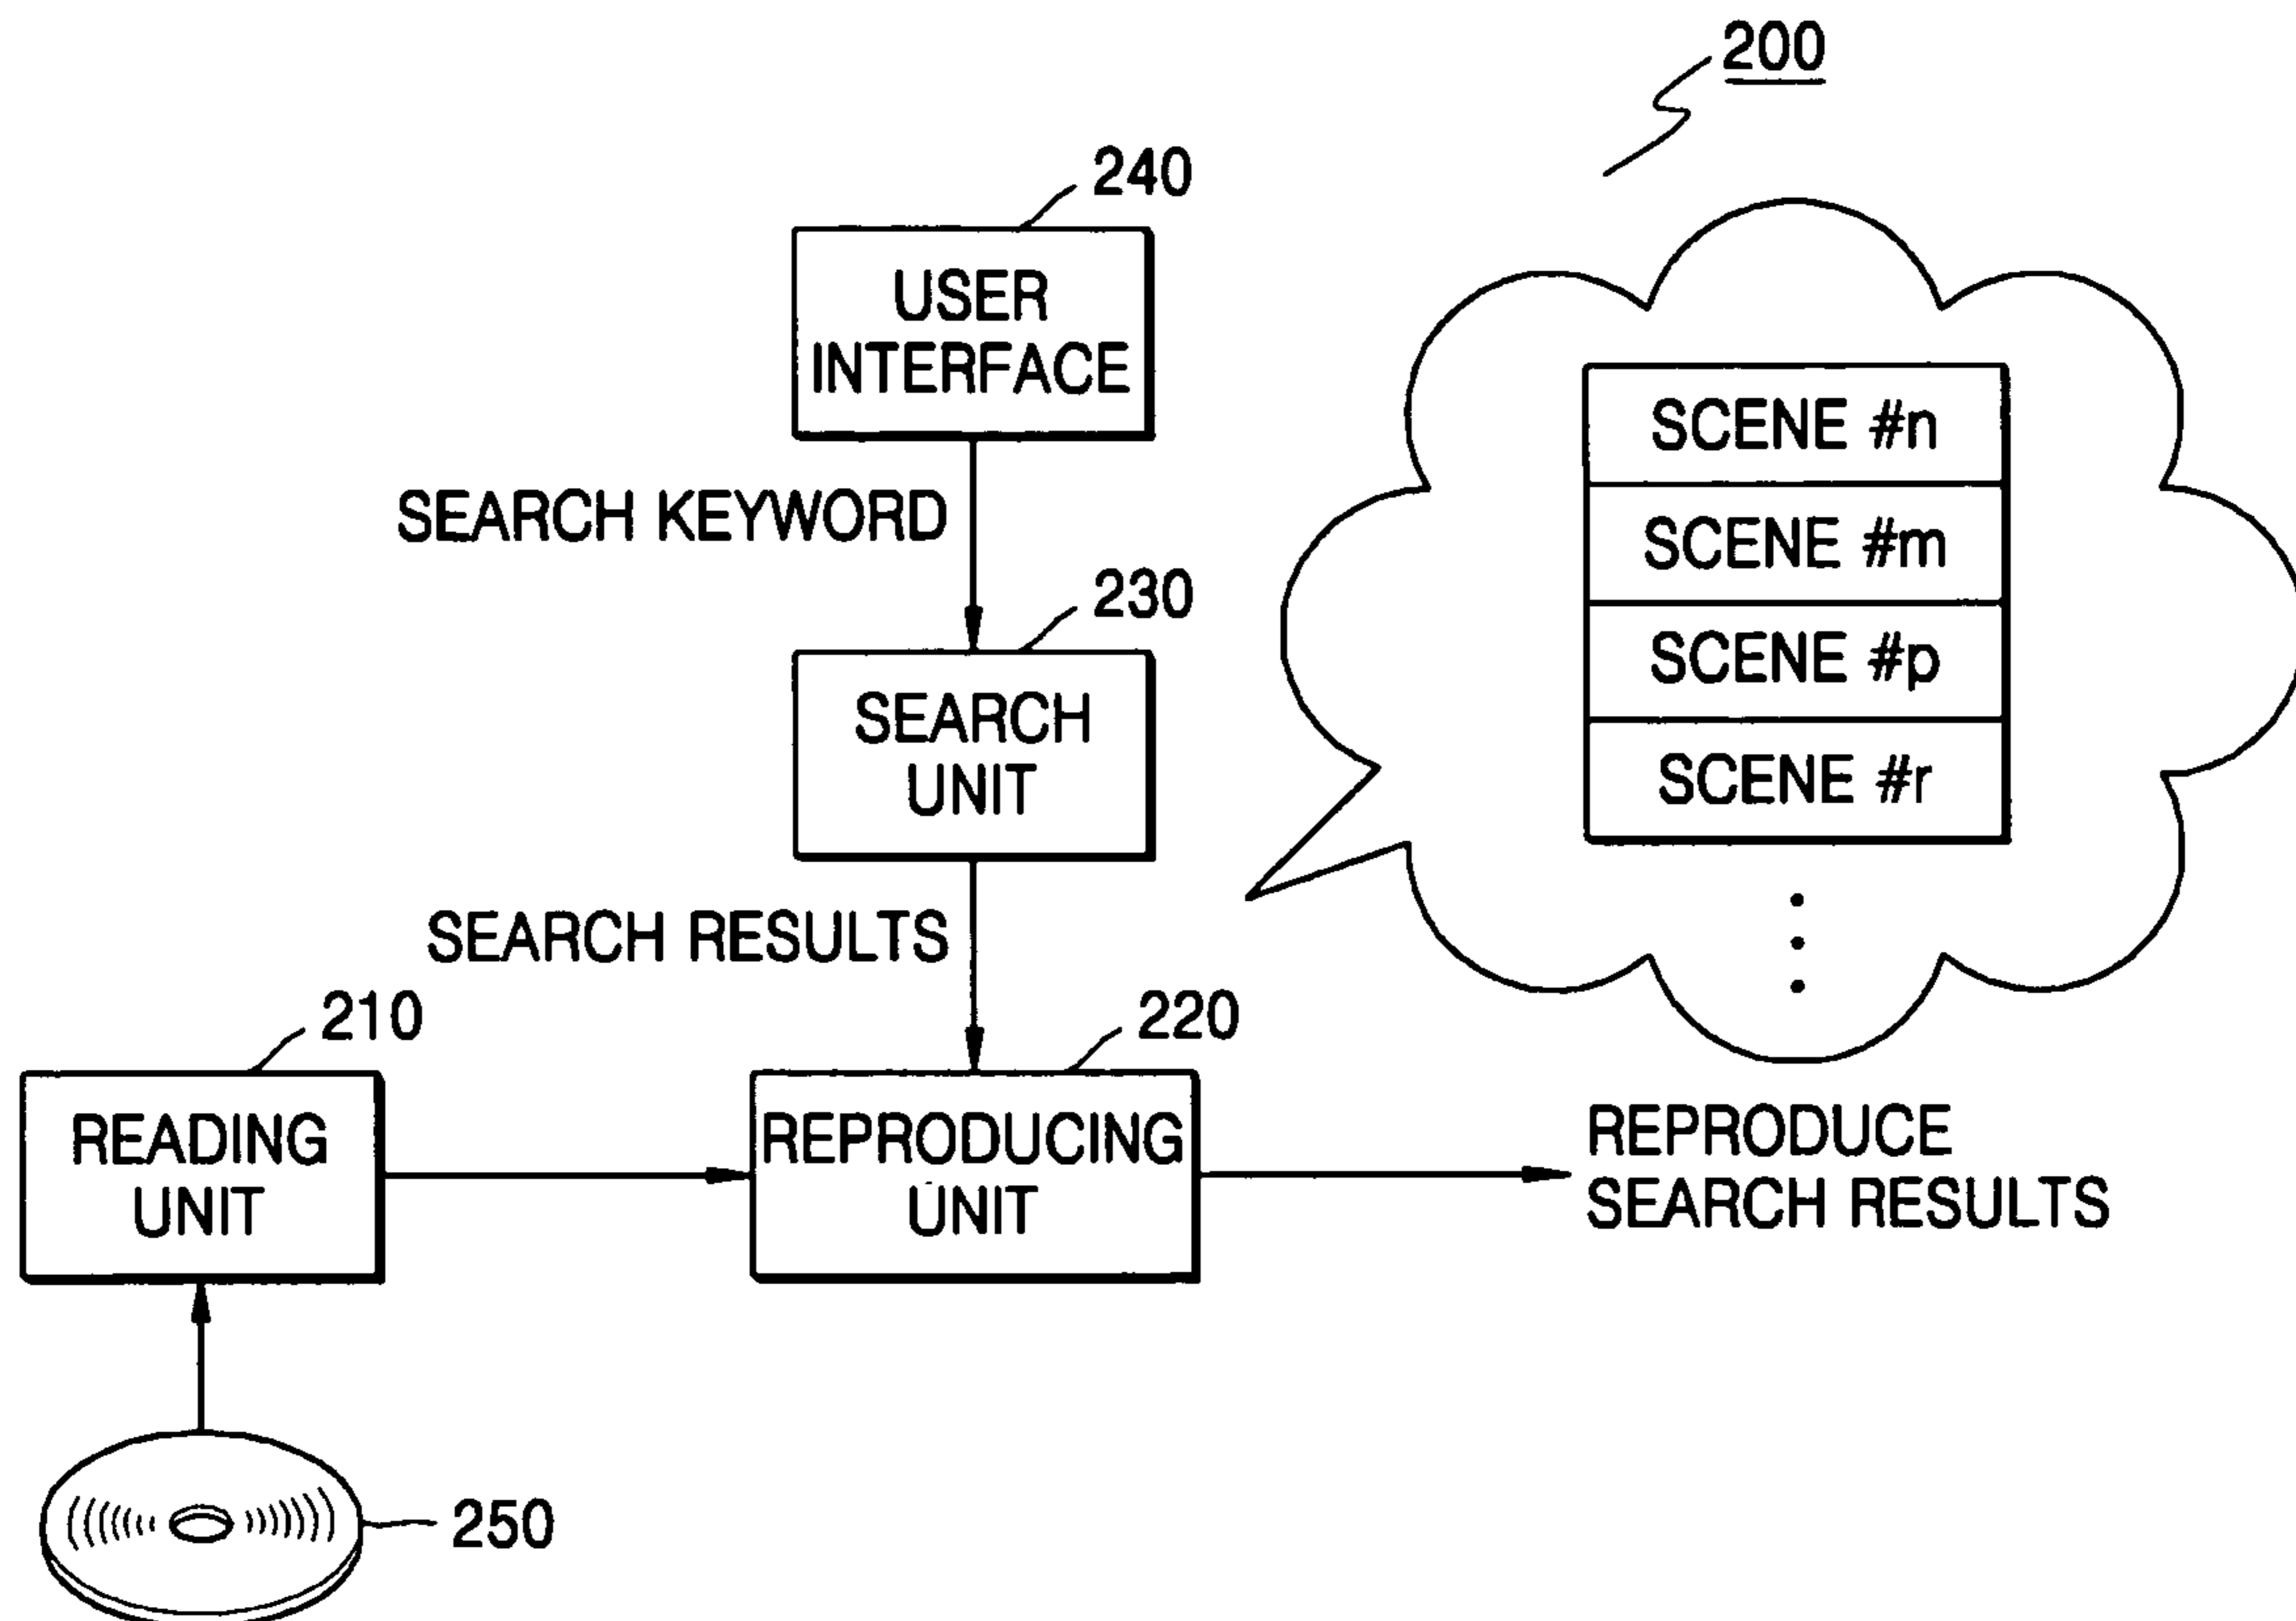 200
240
USER
INTERFACE
SEARCH KEYWORD
230
SEARCH
UNIT
SEARCH RESULTS
SCENE #n
SCENE #m
SCENE #p
SCENE #r
210
READING
UNIT
220
REPRODUCING
UNIT
REPRODUCE
SEARCH RESULTS
250